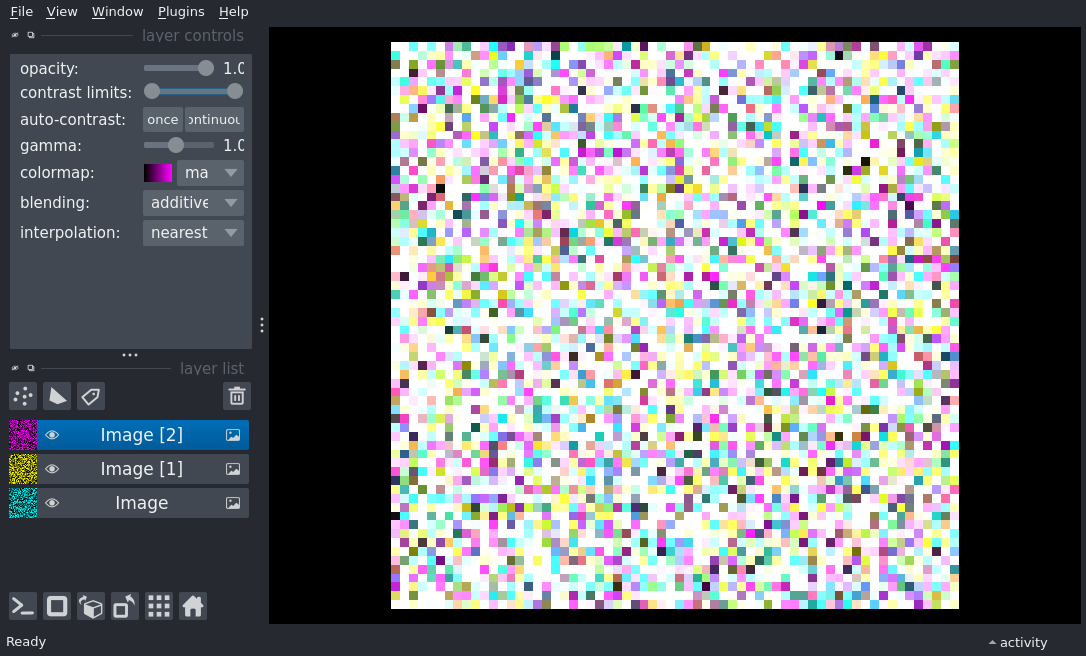 File View Window Plugins Help
layer controls
opacity: 1.0
contrast limits:
auto-contrast: once ontinuou
gamma: 1.0
colormap: ma
blending: additive
interpolation: nearest
layer list
Image [2]
Image [1]
Image
Ready
activity